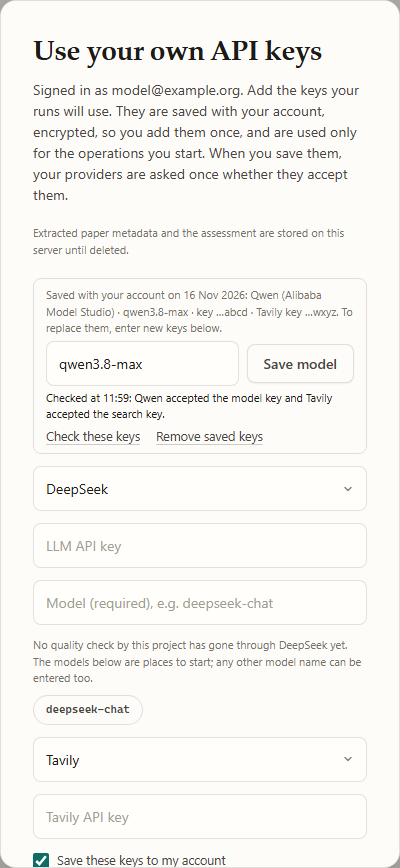 Use your own API keys
Signed in as model@example.org. Add the keys your
runs will use. They are saved with your account,
encrypted, so you add them once, and are used only
for the operations you start. When you save them,
your providers are asked once whether they accept
them.
Extracted paper metadata and the assessment are stored on this
server until deleted.
Saved with your account on 16 Nov 2026: Qwen (Alibaba
Model Studio) · qwen3.8-max · key …abcd · Tavily key …wxyz. To
replace them, enter new keys below.
qwen3.8-max
Save model
Checked at 11:59: Qwen accepted the model key and Tavily
accepted the search key.
Check these keys
Remove saved keys
DeepSeek
LLM API key
Model (required), e.g. deepseek-chat
No quality check by this project has gone through DeepSeek yet.
The models below are places to start; any other model name can be
entered too.
deepseek-chat
Tavily
Tavily API key
Save these keys to my account